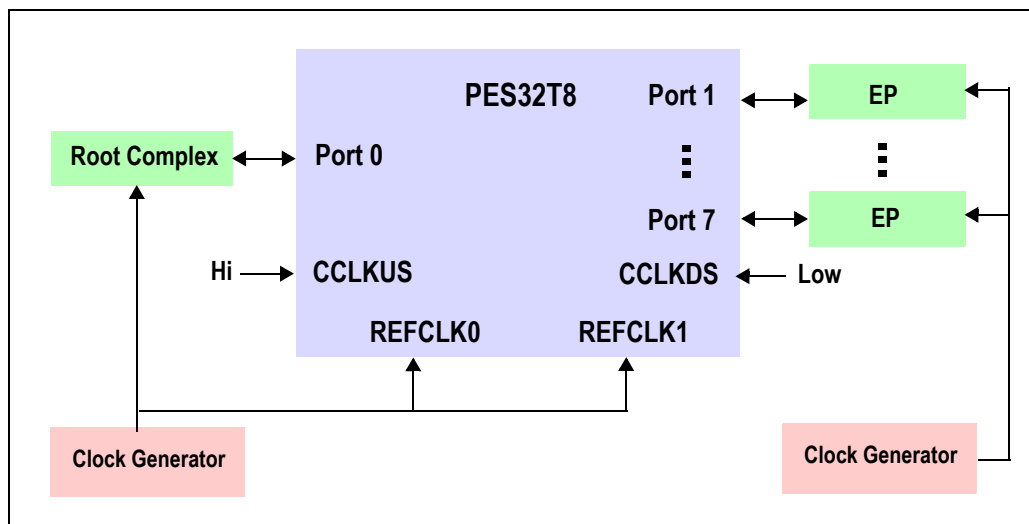 PES32T8
Port 1
EP
Root Complex
Port 0
Port 7
EP
Hi
CCLKUS
CCLKDS
Low
REFCLK0
REFCLK1
Clock Generator
Clock Generator